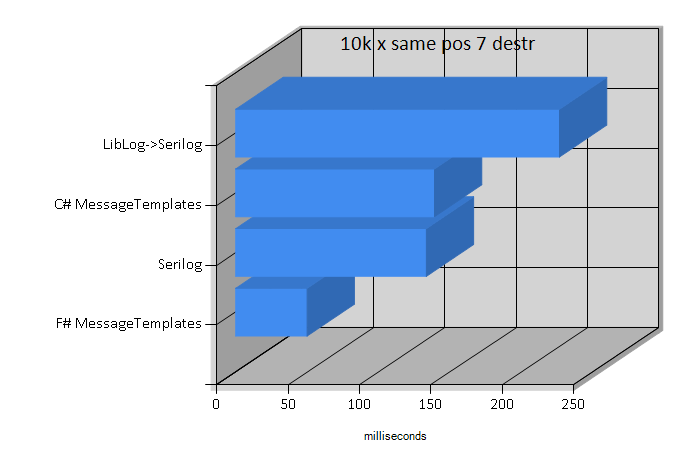 10k x same pos 7 destr
LibLog->Serilog
C# MessageTemplates
Serilog
F# MessageTemplates
0 50 100 150 200 250
milliseconds